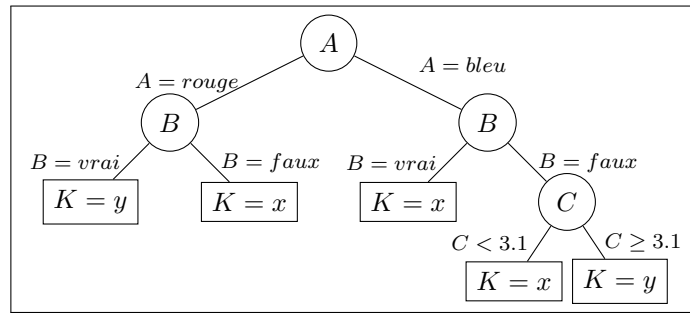 A
A = rouge
A = bleu
B
B
B = vrai
B = faux
B = vrai
B = faux
K = y
K = x
K = x
C
C < 3.1
C ≥ 3.1
K = x
K = y